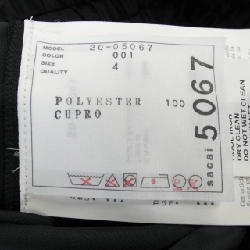 MODEL 20-05067
COLOR 001
SIZE 4
QUALITY
POLYESTER 100
CUPRO
sacai 5067
DRY CLEAN
DO NOT WET CLEAN